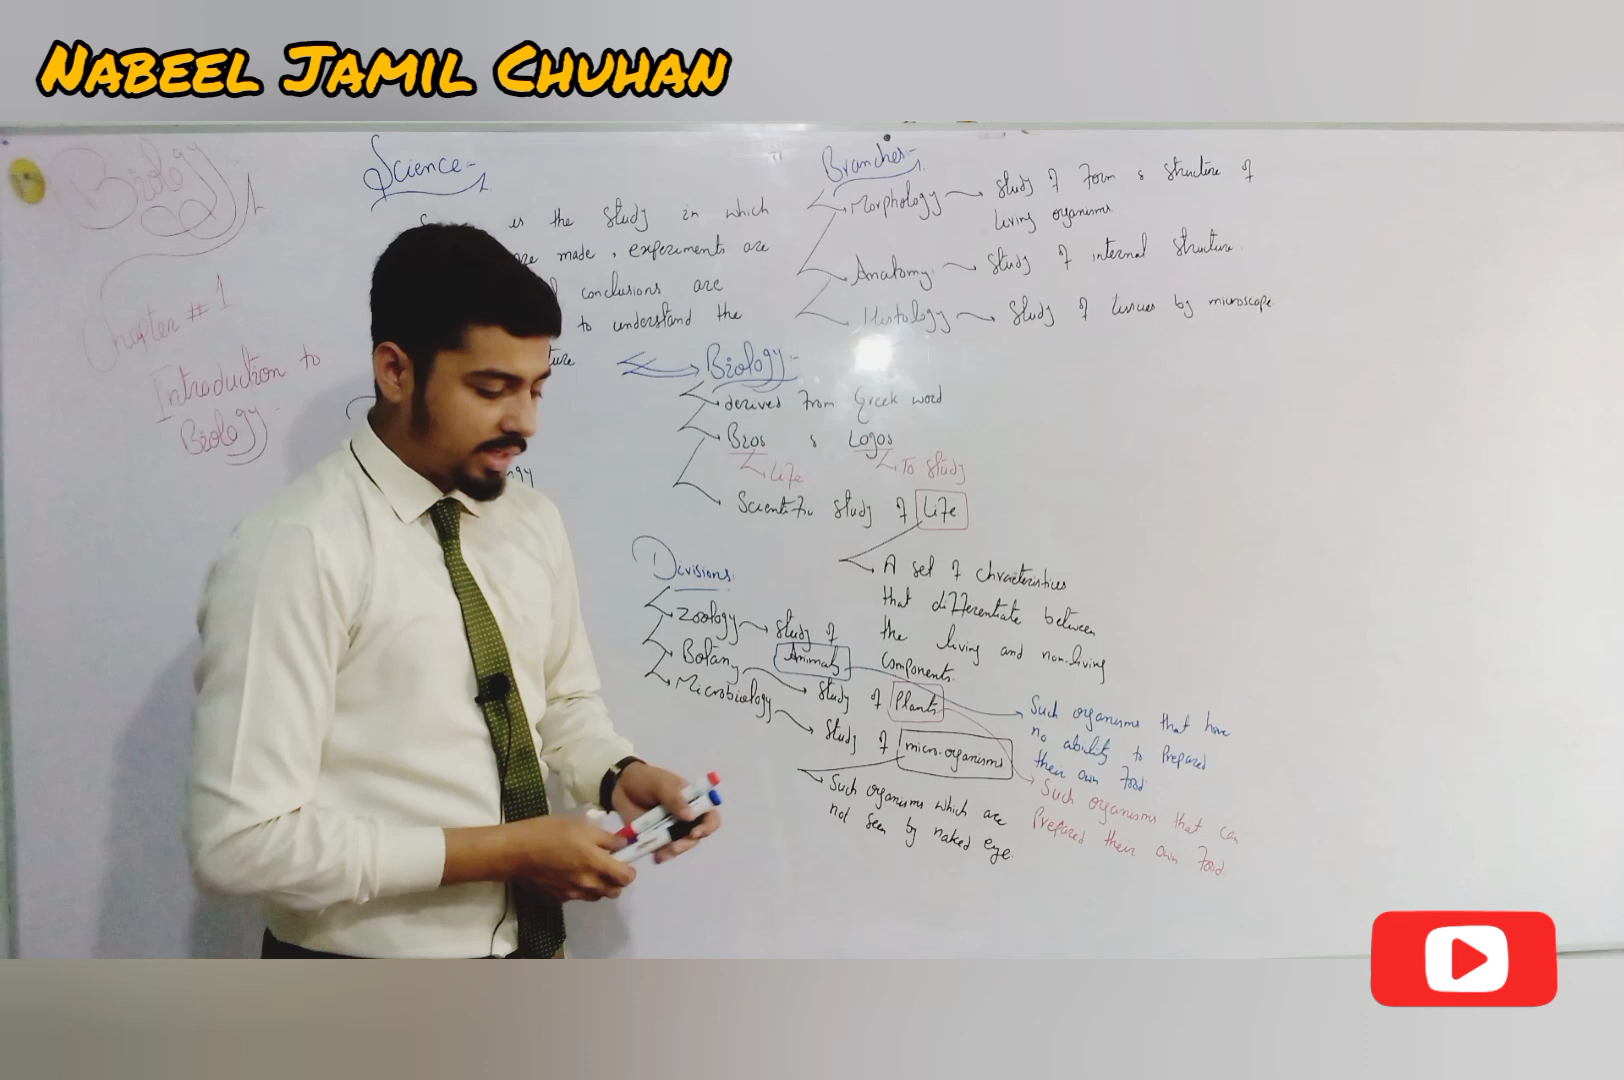 NABEEL JAMIL CHUHAN
Biology
Chapter # 1
Introduction to
Biology
Science:-
is the study in which
are made, experiments are
conclusions are
to understand the
Biology:-
derived from Greek word
Bios & Logos
Life
To study
Scientific study of Life
A set of chracteristics
that differentiate between
the living and non-living
components.
Divisions:
Zoology study of
Animals
Botany study of Plants
Microbiology study of micro-organisms
Such organisms which are
not seen by naked eye.
Such organisms that have
no ability to Prepared
their own food
Such organisms that can
Prepared their own food
Branches:-
Morphology study of form & structure of
living organisms
Anatomy study of internal structure.
Histology study of tissues by microscope